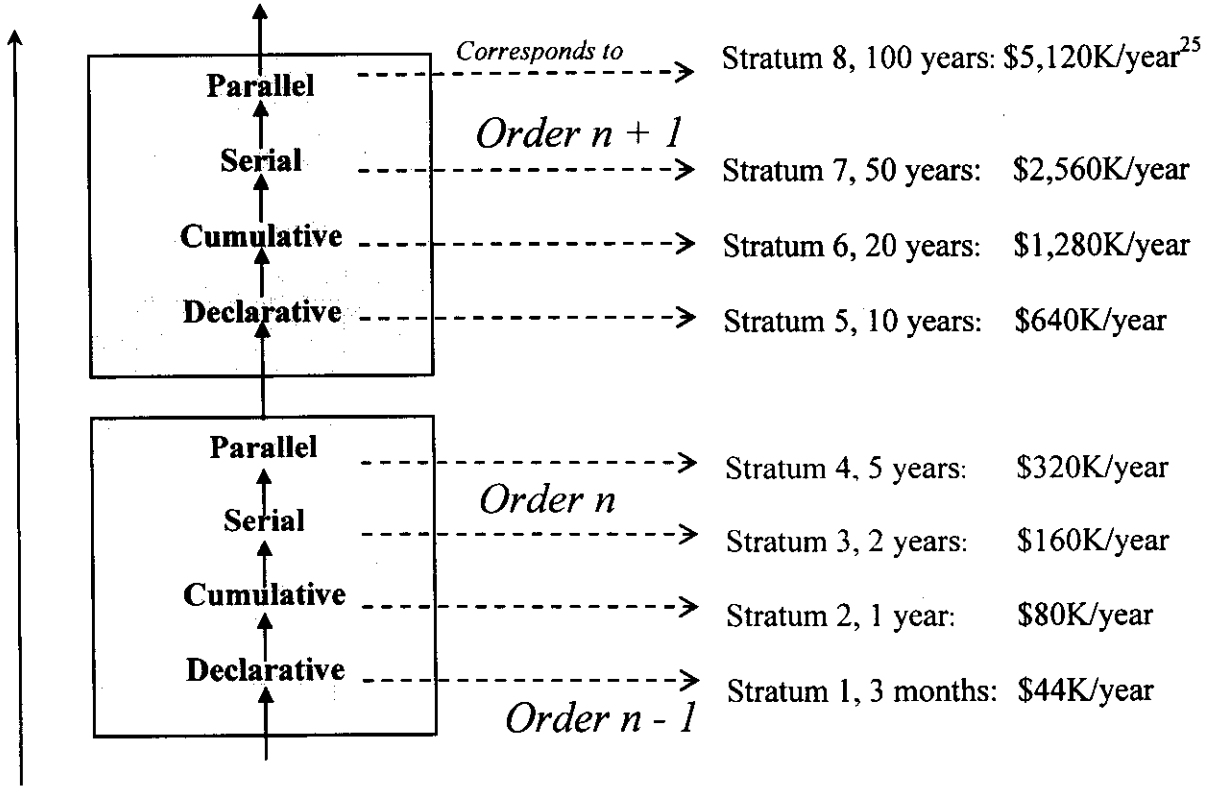 Corresponds to
Parallel
Stratum 8, 100 years: $5,120K/year25
Order n + 1
Serial
Stratum 7, 50 years: $2,560K/year
Cumulative
Stratum 6, 20 years: $1,280K/year
Declarative
Stratum 5, 10 years: $640K/year
Parallel
Stratum 4, 5 years: $320K/year
Order n
Serial
Stratum 3, 2 years: $160K/year
Cumulative
Stratum 2, 1 year: $80K/year
Declarative
Stratum 1, 3 months: $44K/year
Order n - 1